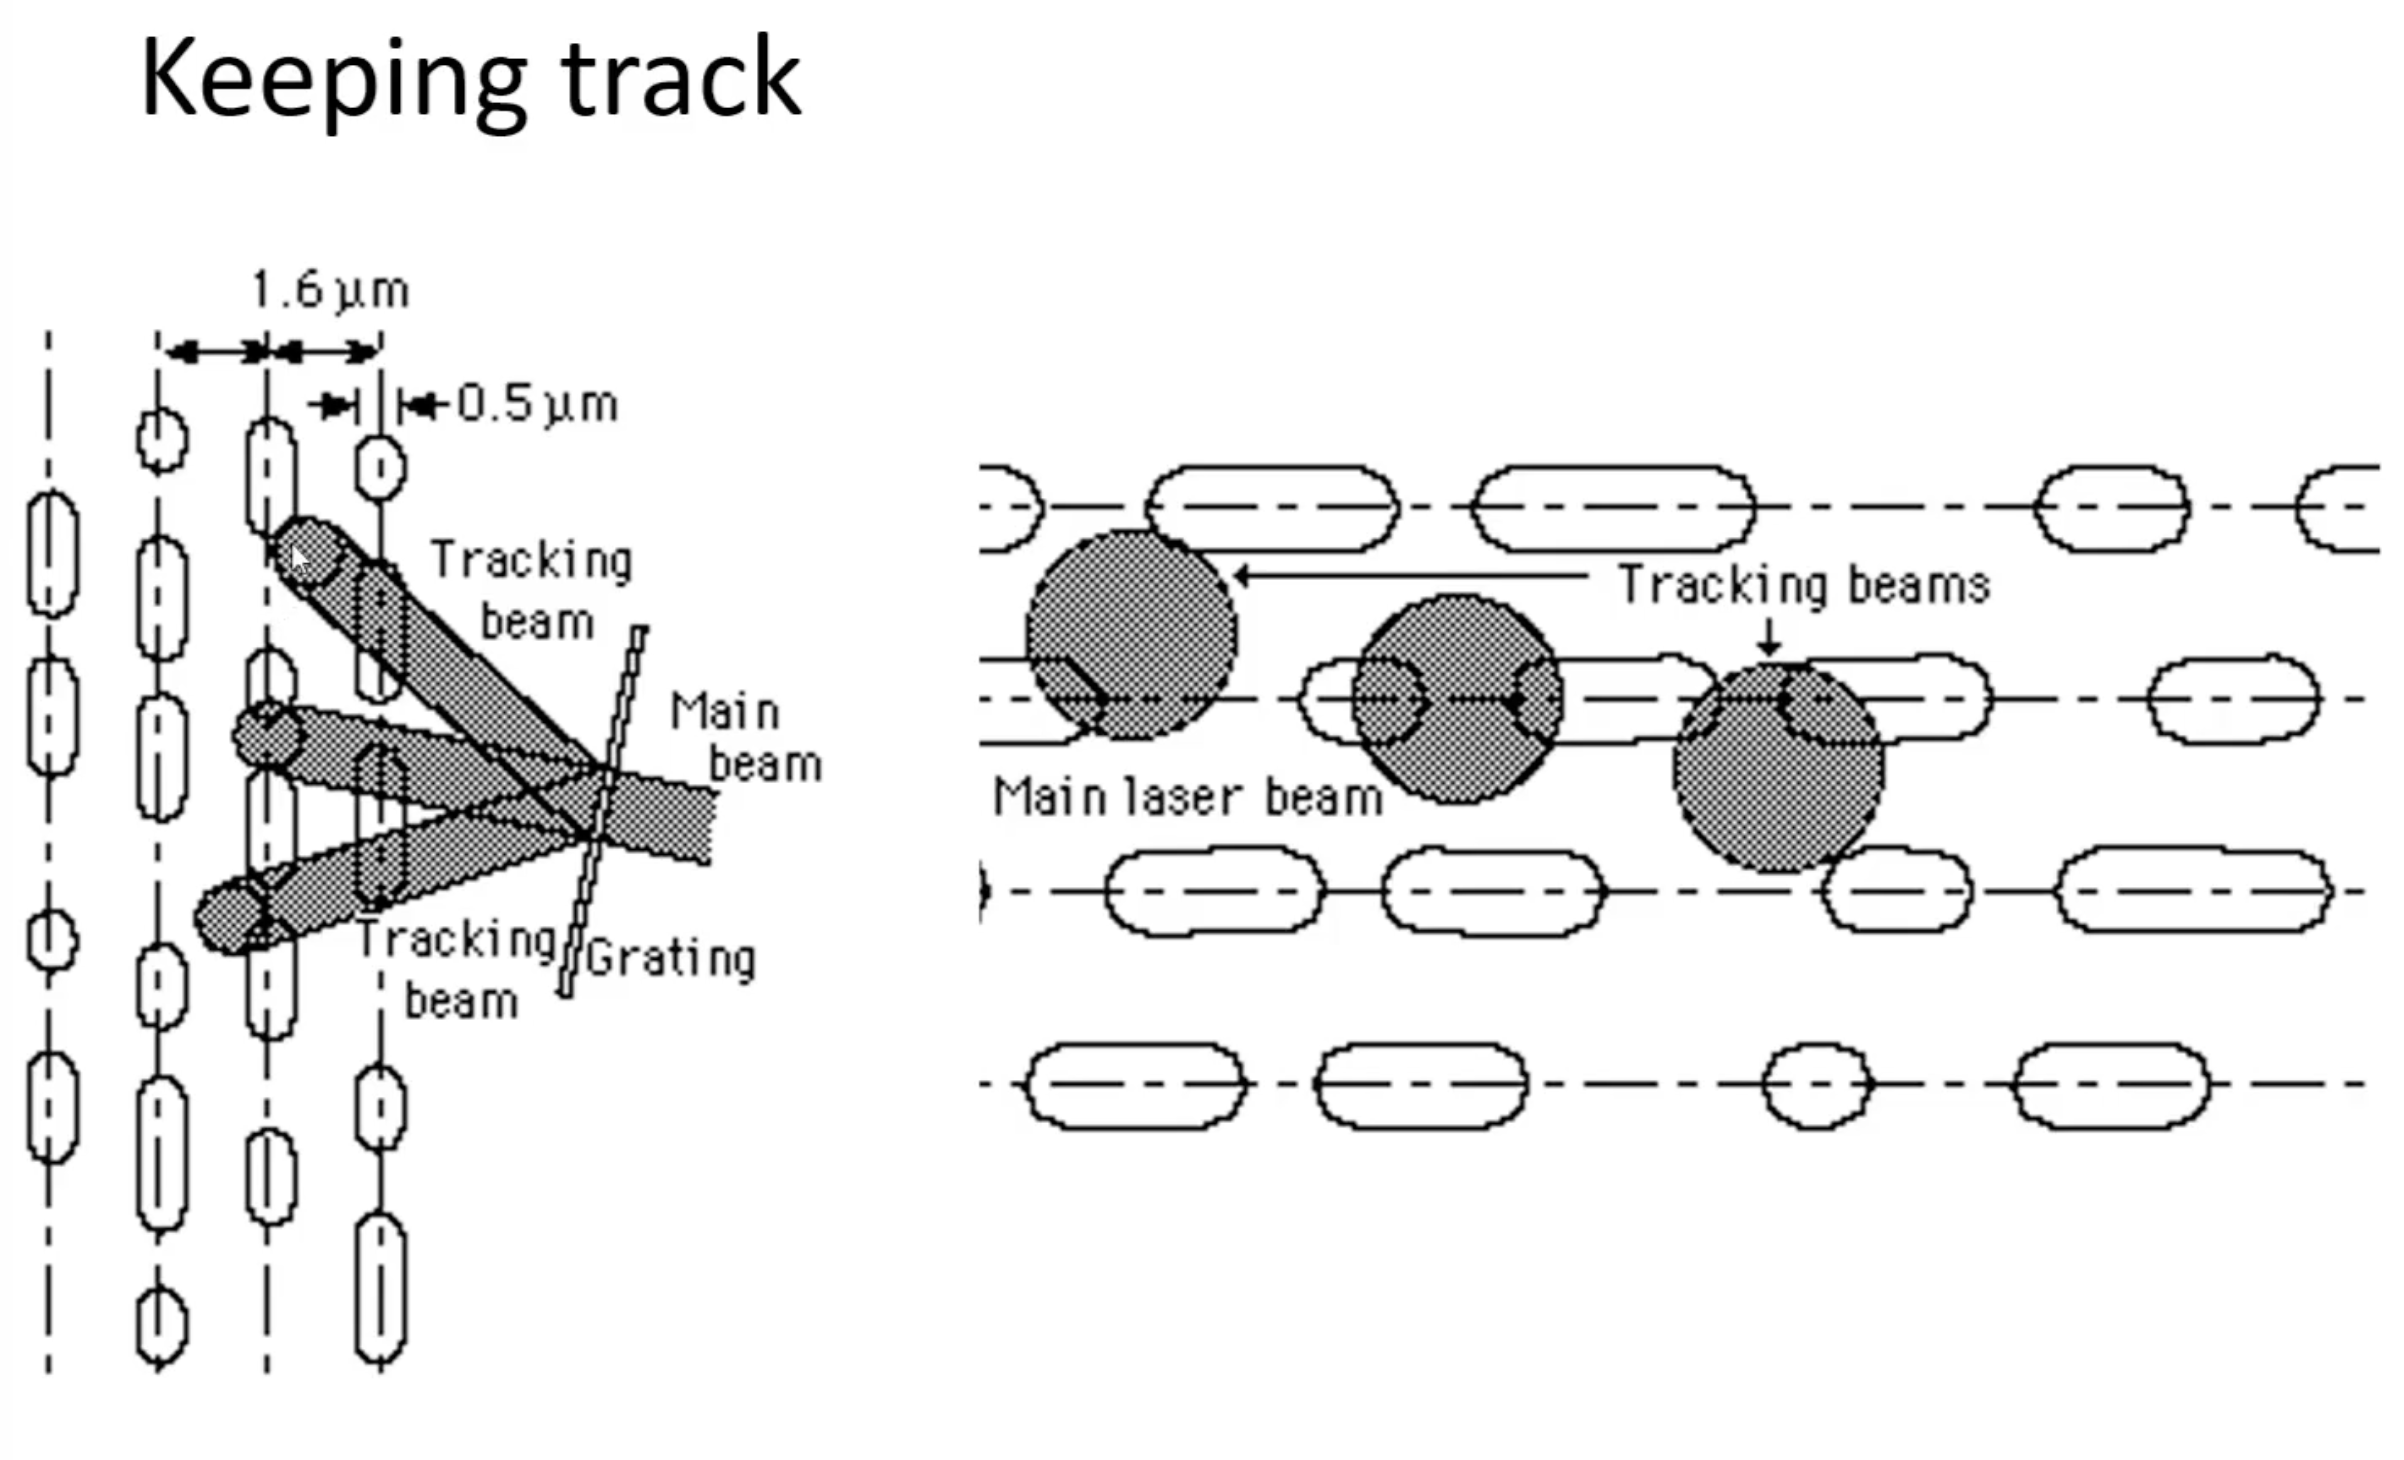 Keeping track
1.6 µm
0.5 µm
Tracking
beam
Main
beam
Tracking
beam
Grating
Tracking beams
Main laser beam